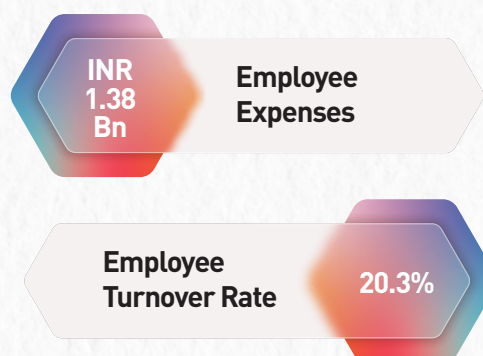 INR
1.38
Bn
Employee
Expenses
Employee
Turnover Rate
20.3%